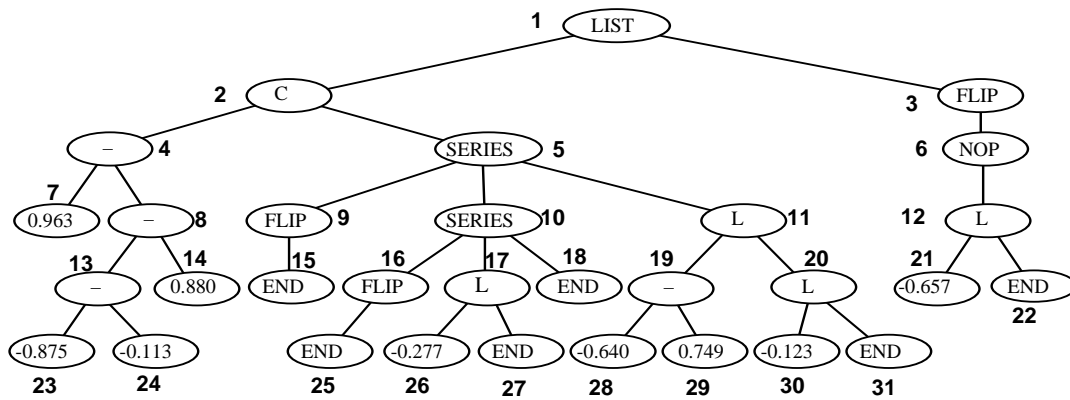 1 LIST
2 C 3 FLIP
– 4 SERIES 5 6 NOP
7 0.963 – 8 FLIP 9 SERIES 10 L 11 12 L
13 – 14 0.880 15 END 16 FLIP 17 L 18 END 19 – 20 L 21 -0.657 END 22
-0.875 -0.113 END -0.277 END -0.640 0.749 -0.123 END
23 24 25 26 27 28 29 30 31